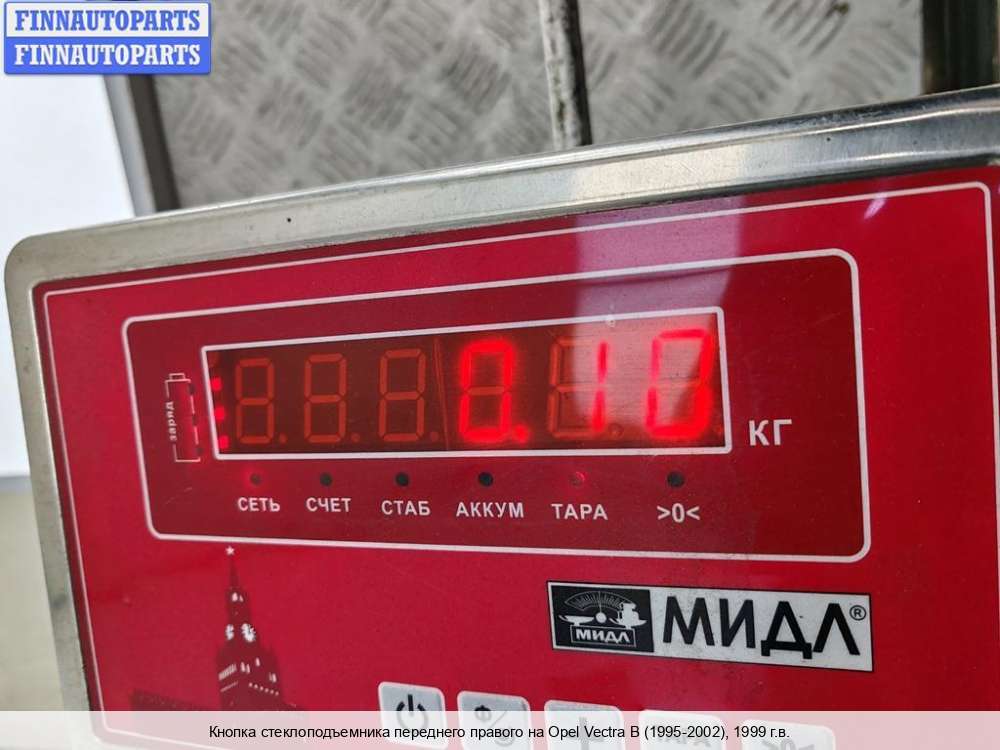 FINNAUTOPARTS
FINNAUTOPARTS
заряд
0.10
КГ
СЕТЬ СЧЕТ СТАБ АККУМ ТАРА >0<
МИДЛ МИДЛ®
Кнопка стеклоподъемника переднего правого на Opel Vectra B (1995-2002), 1999 г.в.